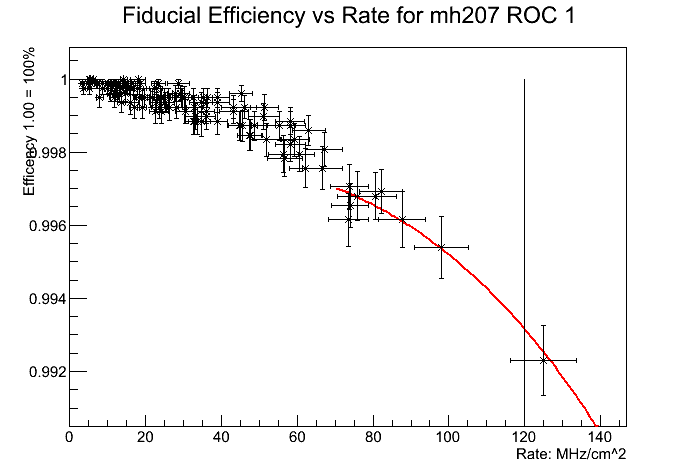 Fiducial Efficiency vs Rate for mh207 ROC 1
Efficency 1.00 = 100%
1
0.998
0.996
0.994
0.992
0 20 40 60 80 100 120 140
Rate: MHz/cm^2